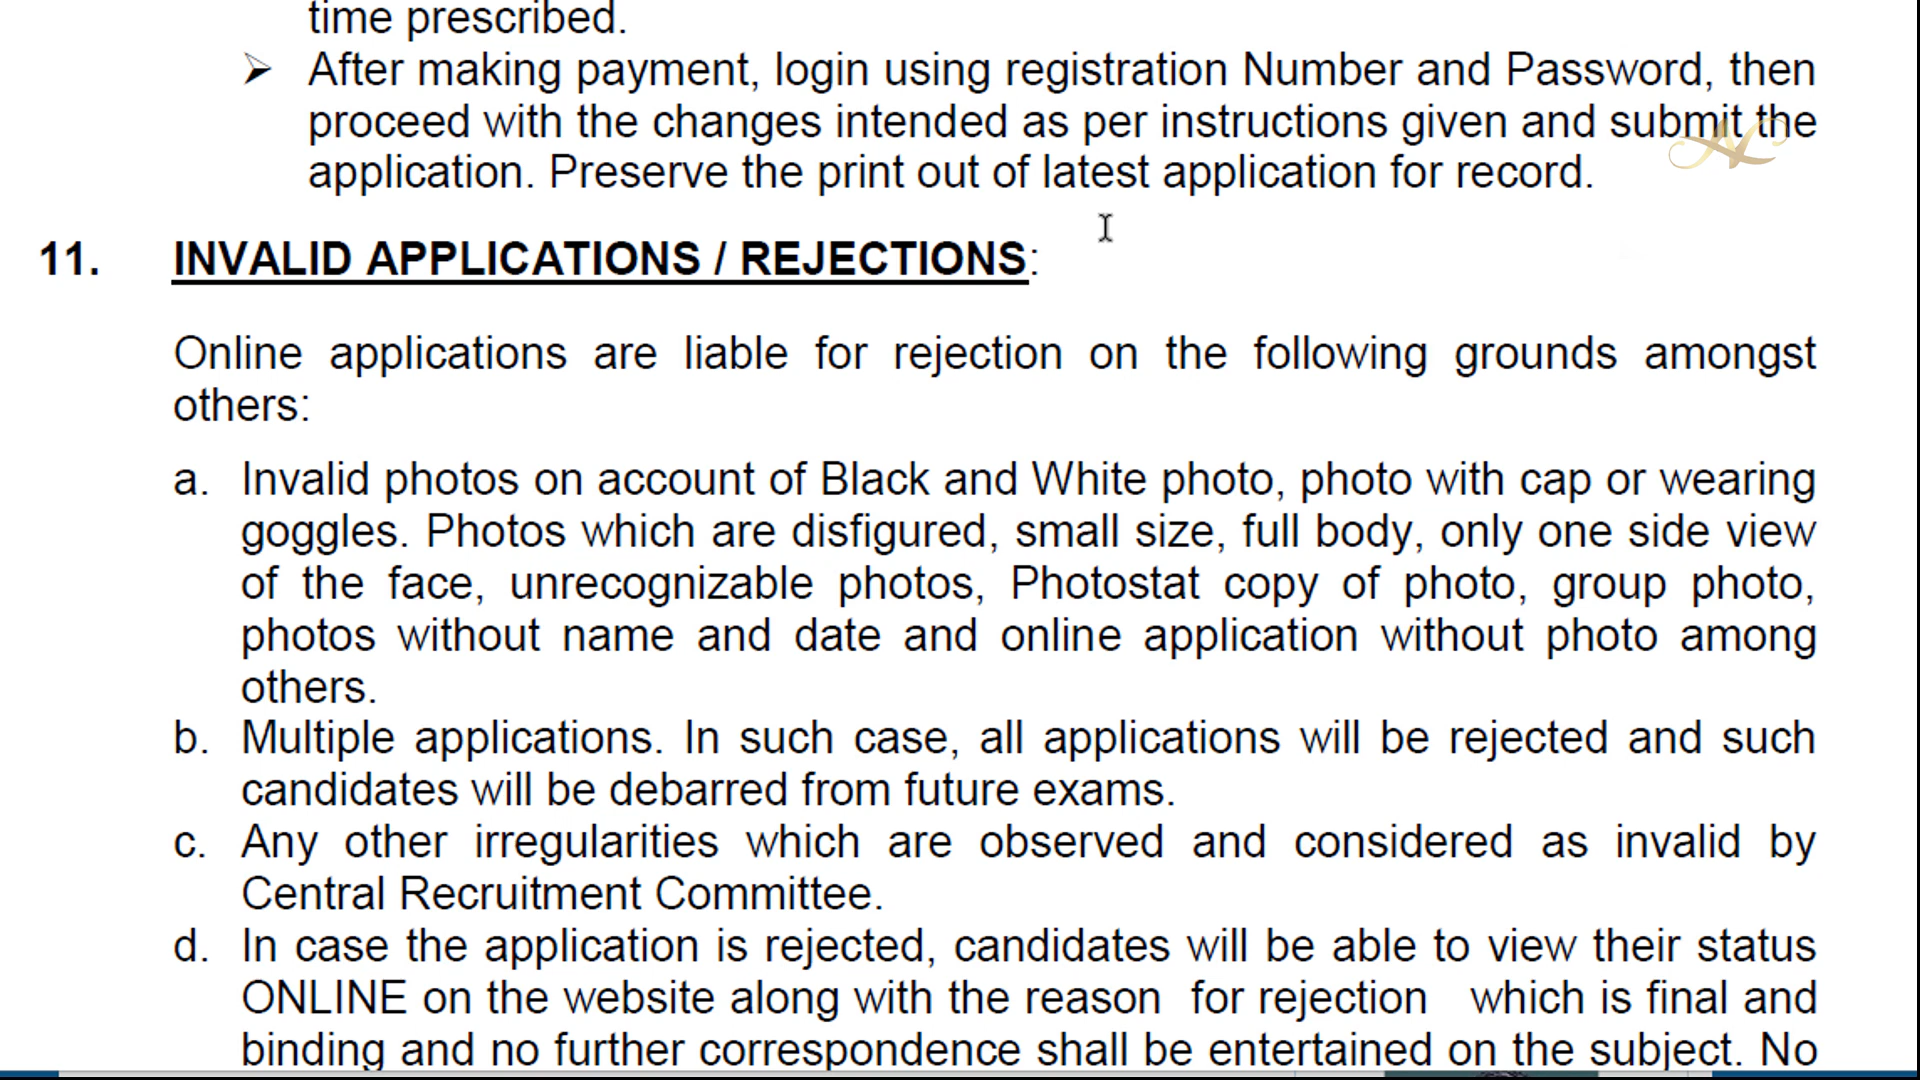 time prescribed.
➢ After making payment, login using registration Number and Password, then
proceed with the changes intended as per instructions given and submit the
application. Preserve the print out of latest application for record.
11. INVALID APPLICATIONS / REJECTIONS:
Online applications are liable for rejection on the following grounds amongst
others:
a. Invalid photos on account of Black and White photo, photo with cap or wearing
goggles. Photos which are disfigured, small size, full body, only one side view
of the face, unrecognizable photos, Photostat copy of photo, group photo,
photos without name and date and online application without photo among
others.
b. Multiple applications. In such case, all applications will be rejected and such
candidates will be debarred from future exams.
c. Any other irregularities which are observed and considered as invalid by
Central Recruitment Committee.
d. In case the application is rejected, candidates will be able to view their status
ONLINE on the website along with the reason for rejection which is final and
binding and no further correspondence shall be entertained on the subject. No